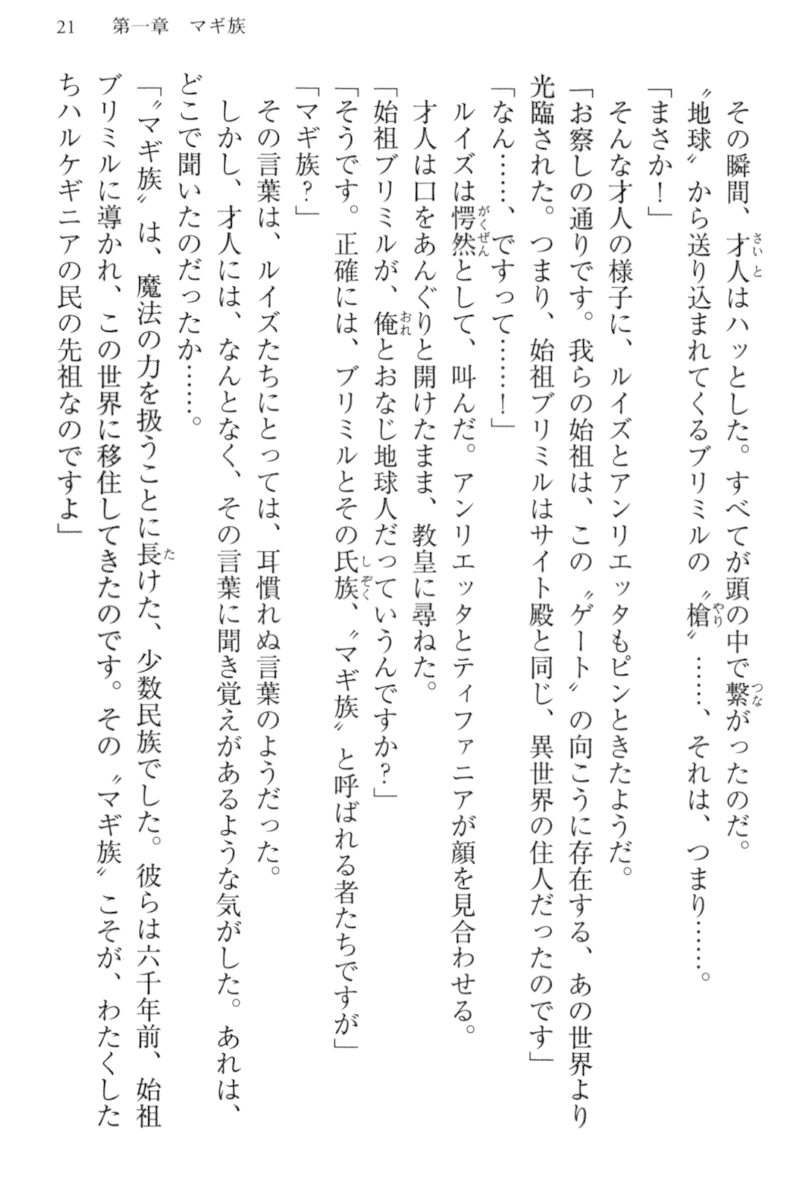 21　第一章　マギ族
　その瞬間、才人はハッとした。すべてが頭の中で繋がったのだ。
〝地球〟から送り込まれてくるブリミルの〝槍〟……、それは、つまり……。
「まさか！」
　そんな才人の様子に、ルイズとアンリエッタもピンときたようだ。
「お察しの通りです。我らの始祖は、この〝ゲート〟の向こうに存在する、あの世界より
光臨された。つまり、始祖ブリミルはサイト殿と同じ、異世界の住人だったのです」
「なん……、ですって……！」
　ルイズは愕然として、叫んだ。アンリエッタとティファニアが顔を見合わせる。
　才人は口をあんぐりと開けたまま、教皇に尋ねた。
「始祖ブリミルが、俺とおなじ地球人だっていうんですか？」
「そうです。正確には、ブリミルとその氏族、〝マギ族〟と呼ばれる者たちですが」
「マギ族？」
　その言葉は、ルイズたちにとっては、耳慣れぬ言葉のようだった。
　しかし、才人には、なんとなく、その言葉に聞き覚えがあるような気がした。あれは、
どこで聞いたのだったか……。
「〝マギ族〟は、魔法の力を扱うことに長けた、少数民族でした。彼らは六千年前、始祖
ブリミルに導かれ、この世界に移住してきたのです。その〝マギ族〟こそが、わたくした
ちハルケギニアの民の先祖なのですよ」